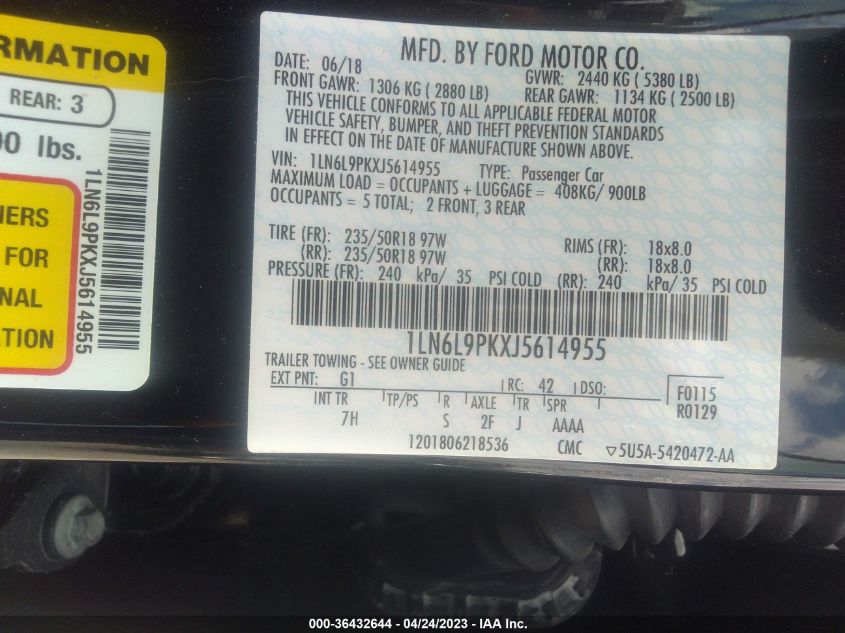 RMATION
REAR: 3
00 lbs.
NERS
FOR
NAL
TION
1LN6L9PKXJ5614955
MFD. BY FORD MOTOR CO.
DATE: 06/18 GVWR: 2440 KG ( 5380 LB)
FRONT GAWR: 1306 KG ( 2880 LB) REAR GAWR: 1134 KG ( 2500 LB)
THIS VEHICLE CONFORMS TO ALL APPLICABLE FEDERAL MOTOR
VEHICLE SAFETY, BUMPER, AND THEFT PREVENTION STANDARDS
IN EFFECT ON THE DATE OF MANUFACTURE SHOWN ABOVE.
VIN: 1LN6L9PKXJ5614955 TYPE: Passenger Car
MAXIMUM LOAD = OCCUPANTS + LUGGAGE = 408KG/ 900LB
OCCUPANTS = 5 TOTAL; 2 FRONT, 3 REAR
TIRE (FR): 235/50R18 97W RIMS (FR): 18x8.0
(RR): 235/50R18 97W (RR): 18x8.0
PRESSURE (FR): 240 kPa/ 35 PSI COLD (RR): 240 kPa/ 35 PSI COLD
1LN6L9PKXJ5614955
TRAILER TOWING - SEE OWNER GUIDE
EXT PNT: G1 RC: 42 DSO: F0115
R0129
INT TR TP/PS R AXLE TR SPR
7H S 2F J AAAA
1201806218536 CMC ▽5U5A-5420472-AA
000-36432644 - 04/24/2023 - IAA Inc.